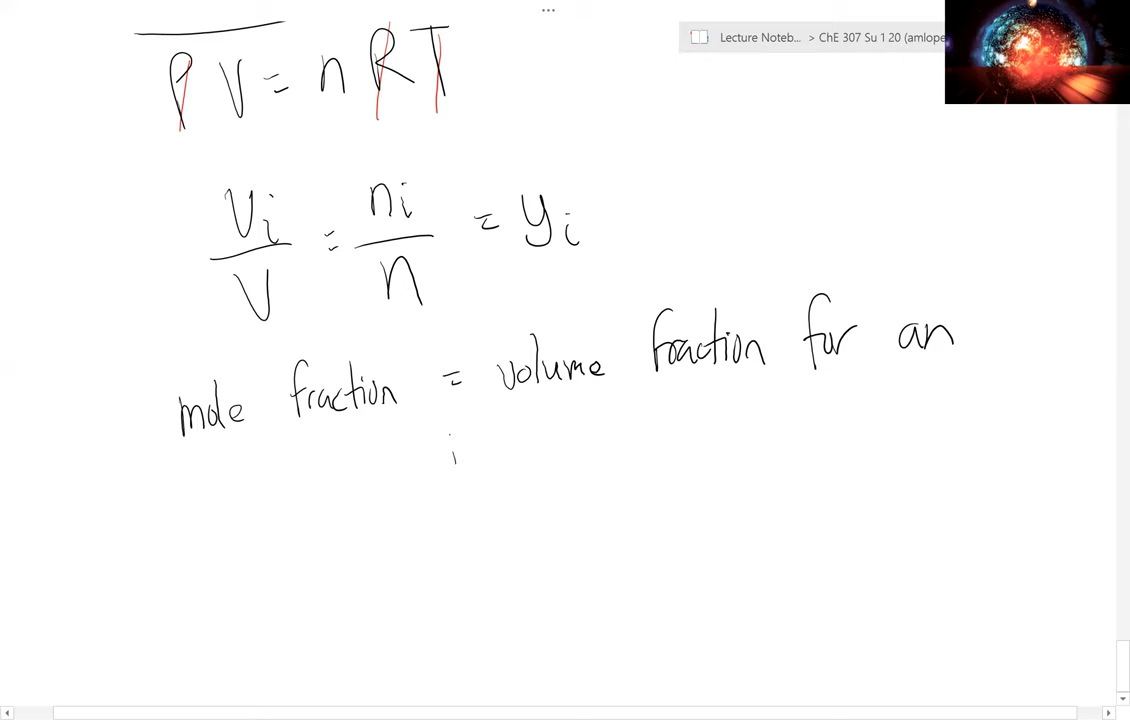 Lecture Noteb... > ChE 307 Su 1 20 (amlope
PV = nRT
Vi/V = ni/n = yi
mole fraction = volume fraction for an
i